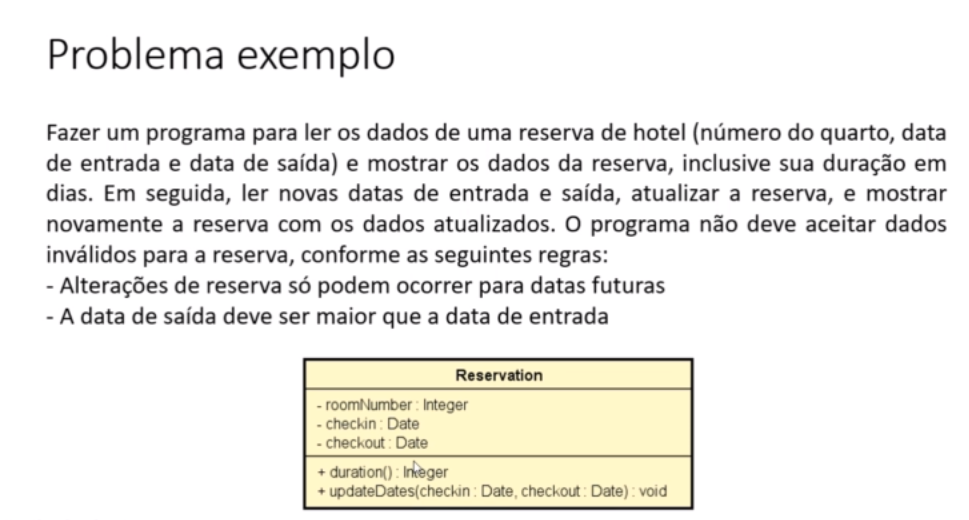 Problema exemplo
Fazer um programa para ler os dados de uma reserva de hotel (número do quarto, data
de entrada e data de saída) e mostrar os dados da reserva, inclusive sua duração em
dias. Em seguida, ler novas datas de entrada e saída, atualizar a reserva, e mostrar
novamente a reserva com os dados atualizados. O programa não deve aceitar dados
inválidos para a reserva, conforme as seguintes regras:
- Alterações de reserva só podem ocorrer para datas futuras
- A data de saída deve ser maior que a data de entrada
Reservation
- roomNumber : Integer
- checkin : Date
- checkout : Date
+ duration() : Integer
+ updateDates(checkin : Date, checkout : Date) : void